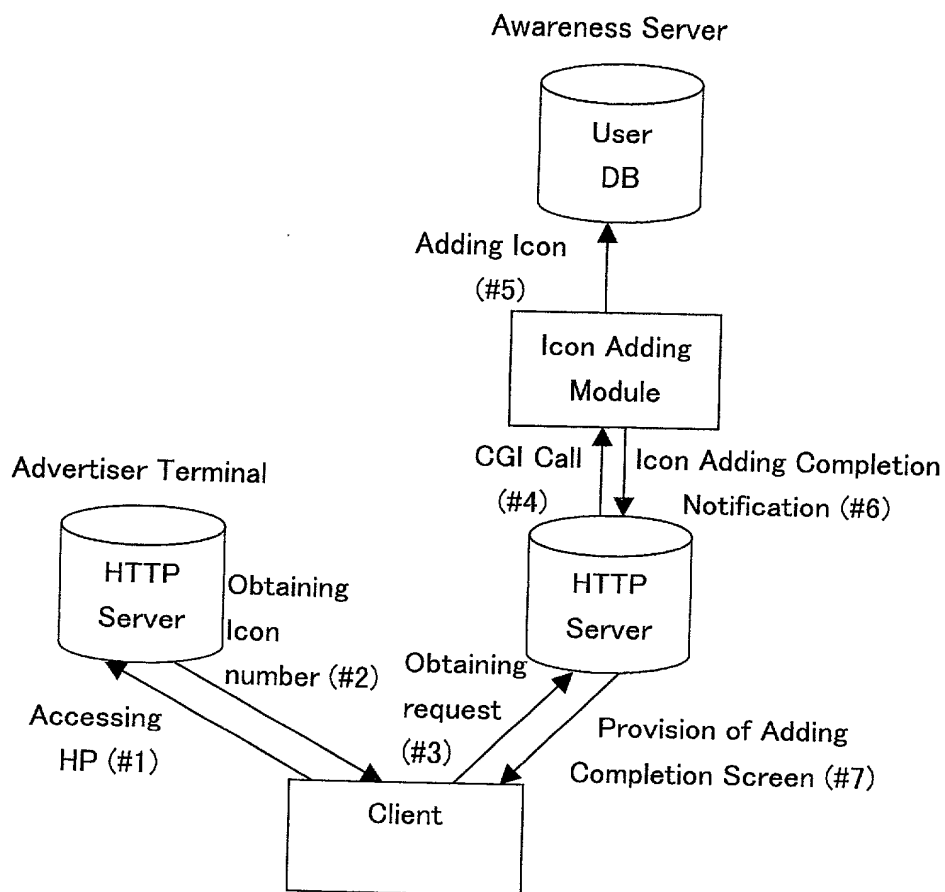 Awareness Server
User
DB
Adding Icon
(#5)
Icon Adding
Module
CGI Call
(#4)
Icon Adding Completion
Notification (#6)
Advertiser Terminal
HTTP
Server
Obtaining
Icon
number (#2)
HTTP
Server
Accessing
HP (#1)
Obtaining
request
(#3)
Provision of Adding
Completion Screen (#7)
Client